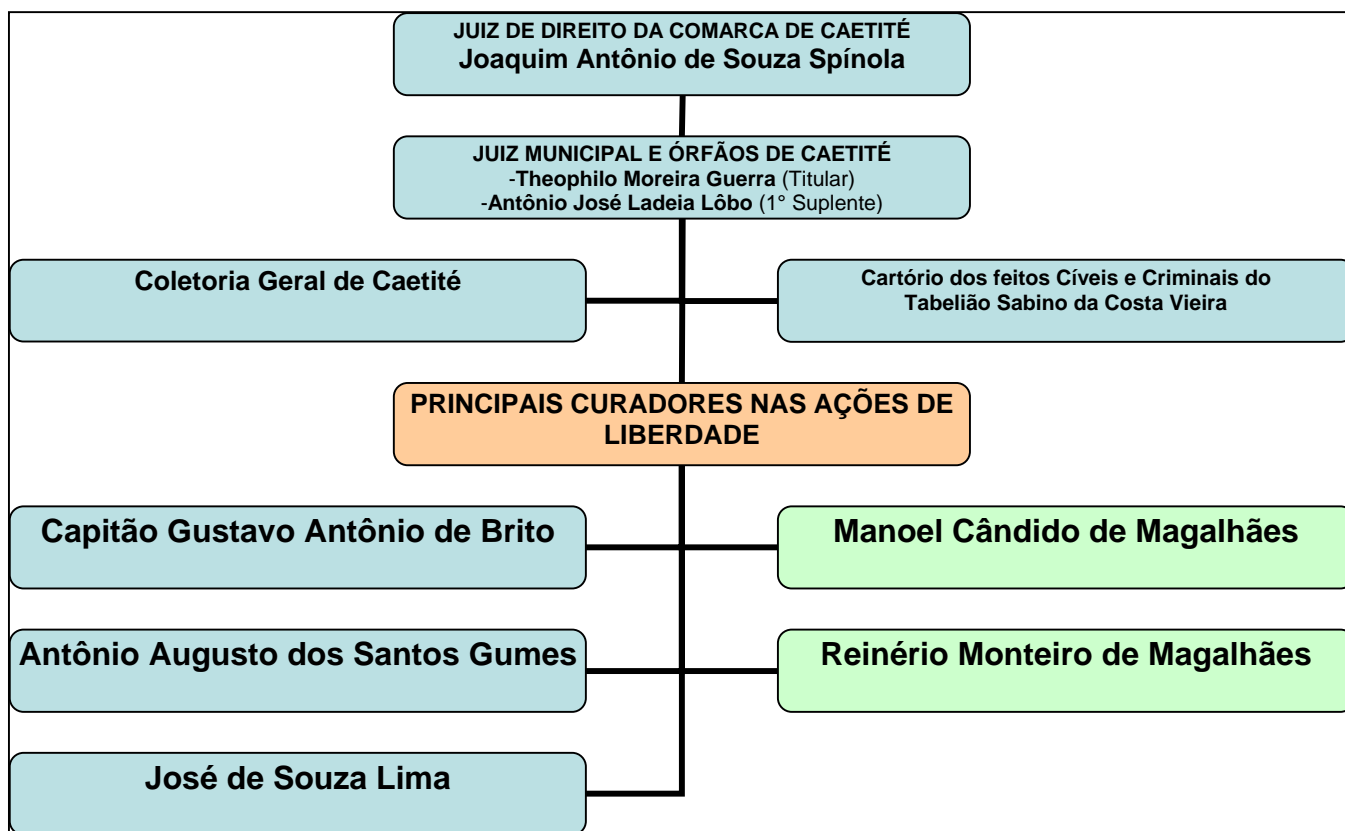 JUIZ DE DIREITO DA COMARCA DE CAETITÉ
Joaquim Antônio de Souza Spínola
JUIZ MUNICIPAL E ÓRFÃOS DE CAETITÉ
-Theophilo Moreira Guerra (Titular)
-Antônio José Ladeia Lôbo (1° Suplente)
Coletoria Geral de Caetité
Cartório dos feitos Cíveis e Criminais do
Tabelião Sabino da Costa Vieira
PRINCIPAIS CURADORES NAS AÇÕES DE
LIBERDADE
Capitão Gustavo Antônio de Brito
Manoel Cândido de Magalhães
Antônio Augusto dos Santos Gumes
Reinério Monteiro de Magalhães
José de Souza Lima